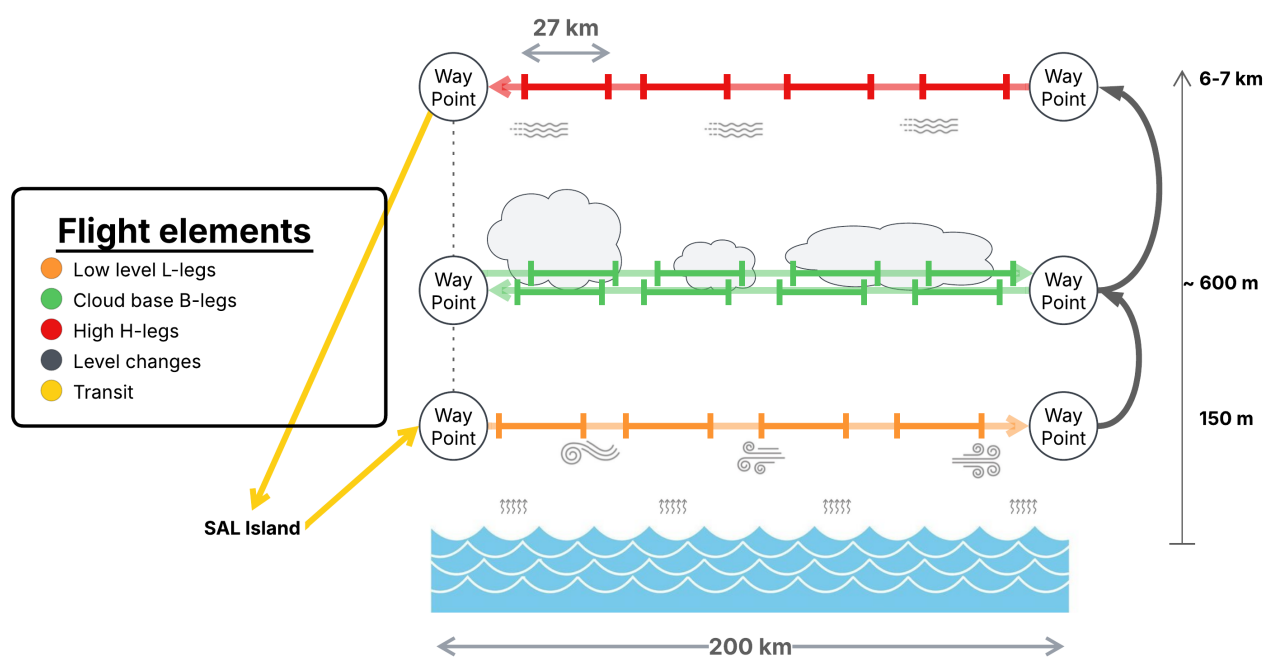 27 km
Way
Point
Way
Point
6-7 km
Flight elements
Low level L-legs
Cloud base B-legs
High H-legs
Level changes
Transit
Way
Point
Way
Point
~ 600 m
Way
Point
Way
Point
150 m
SAL Island
200 km